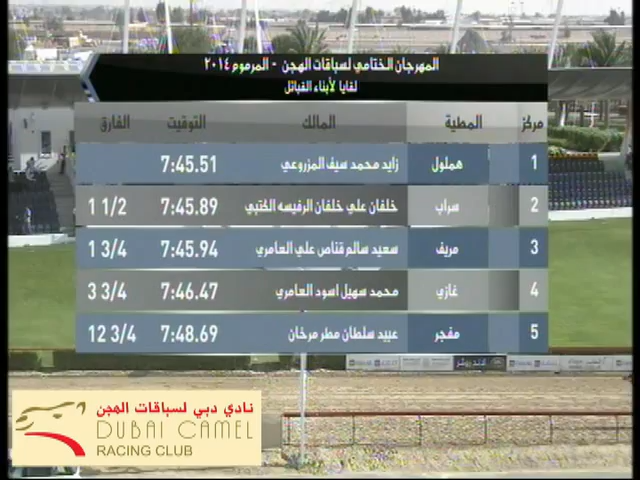 المهرجان الختامي لسباقات الهجن - المرموم ٢٠١٤
لقايا لأبناء القبائل
مركز المطية المالك التوقيت الفارق
1 هملول زايد محمد سيف المزروعي 7:45.51
2 سراب خلفان علي خلفان الرفيسه الكتبي 7:45.89 1 1/2
3 مريف سعيد سالم قناص علي العامري 7:45.94 1 3/4
4 غازي محمد سهيل اسود العامري 7:46.47 3 3/4
5 مفجر عبيد سلطان مطر مرخان 7:48.69 12 3/4
نادي دبي لسباقات الهجن
DUBAI CAMEL
RACING CLUB